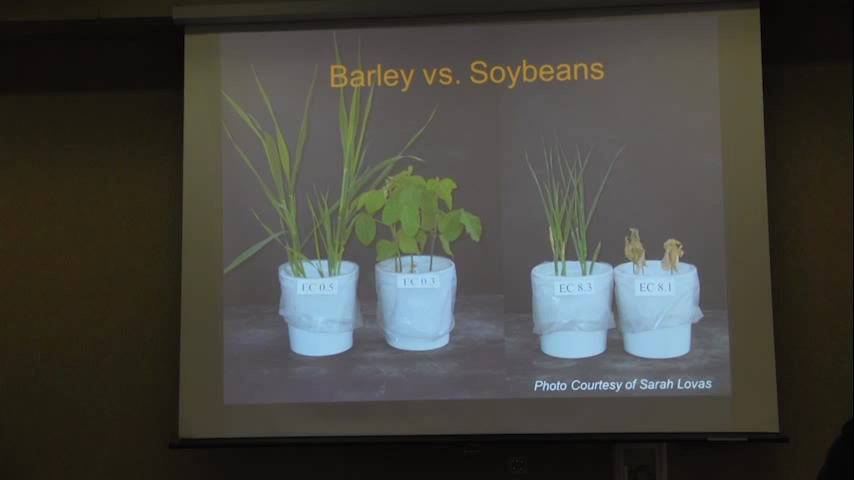 Barley vs. Soybeans
EC 0.5
EC 0.3
EC 8.3
EC 8.1
Photo Courtesy of Sarah Lovas